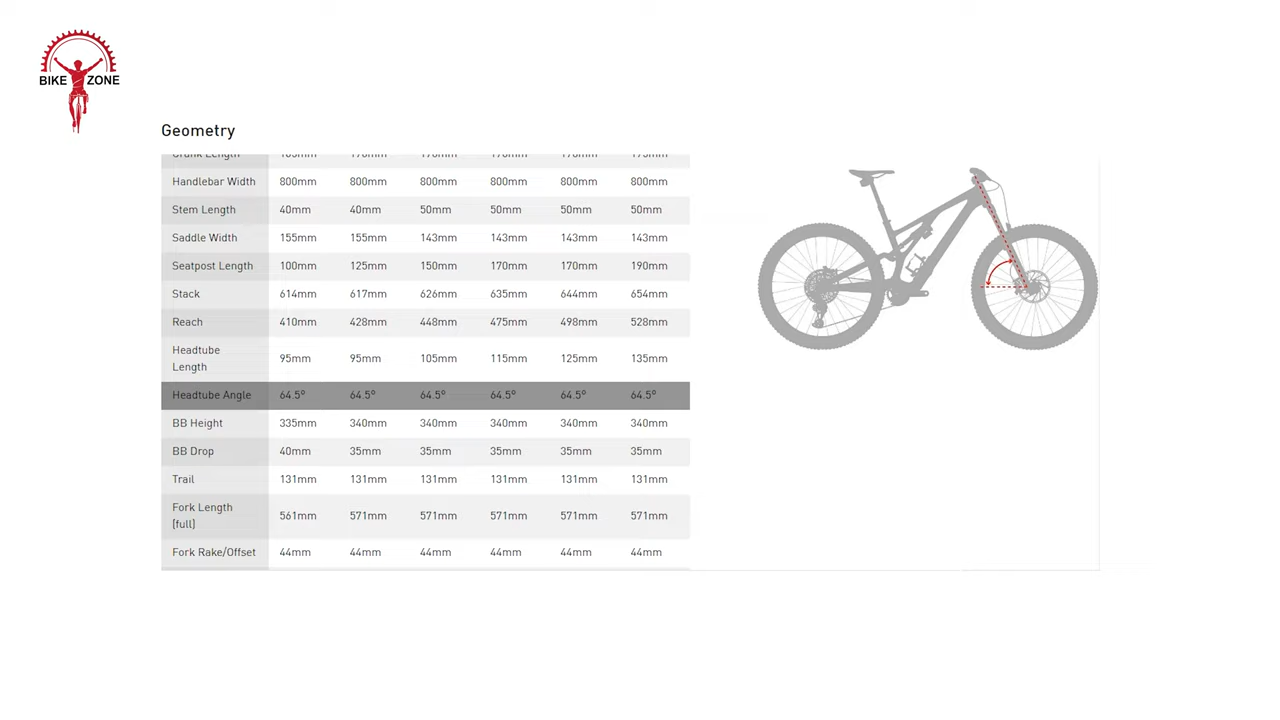 BIKE ZONE
Geometry
Handlebar Width 800mm 800mm 800mm 800mm 800mm 800mm
Stem Length 40mm 40mm 50mm 50mm 50mm 50mm
Saddle Width 155mm 155mm 143mm 143mm 143mm 143mm
Seatpost Length 100mm 125mm 150mm 170mm 170mm 190mm
Stack 614mm 617mm 626mm 635mm 644mm 654mm
Reach 410mm 428mm 448mm 475mm 498mm 528mm
Headtube
Length 95mm 95mm 105mm 115mm 125mm 135mm
Headtube Angle 64.5° 64.5° 64.5° 64.5° 64.5° 64.5°
BB Height 335mm 340mm 340mm 340mm 340mm 340mm
BB Drop 40mm 35mm 35mm 35mm 35mm 35mm
Trail 131mm 131mm 131mm 131mm 131mm 131mm
Fork Length
(full) 561mm 571mm 571mm 571mm 571mm 571mm
Fork Rake/Offset 44mm 44mm 44mm 44mm 44mm 44mm